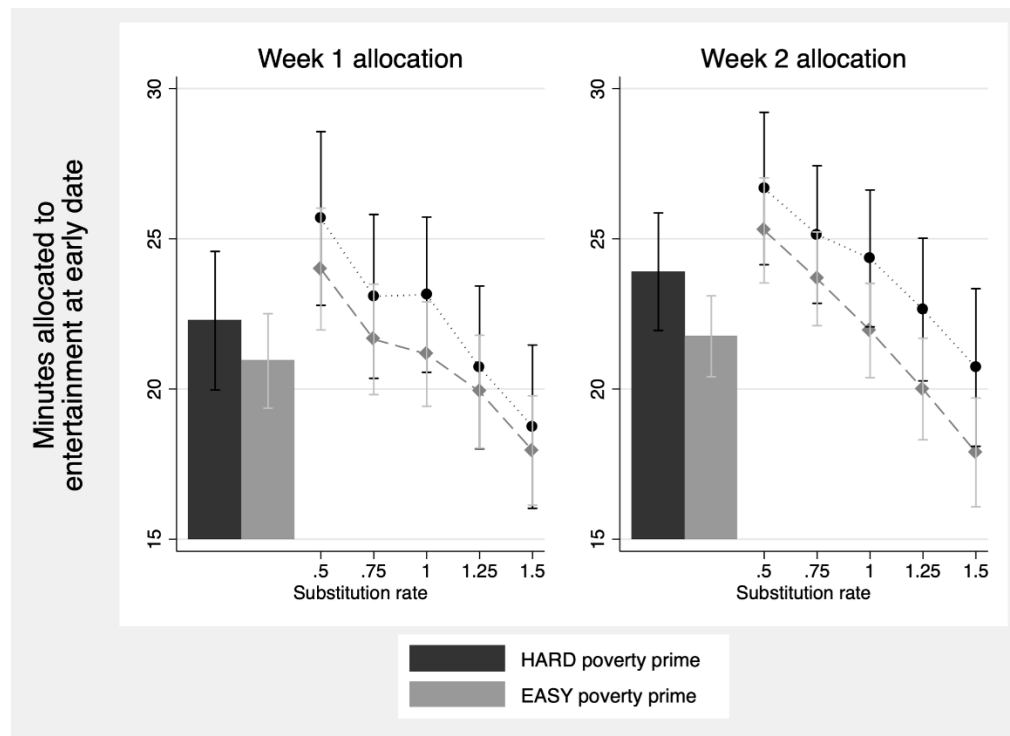 Minutes allocated to
entertainment at early date
Week 1 allocation
30
25
20
15
.5 .75 1 1.25 1.5
Substitution rate
Week 2 allocation
30
25
20
15
.5 .75 1 1.25 1.5
Substitution rate
HARD poverty prime
EASY poverty prime